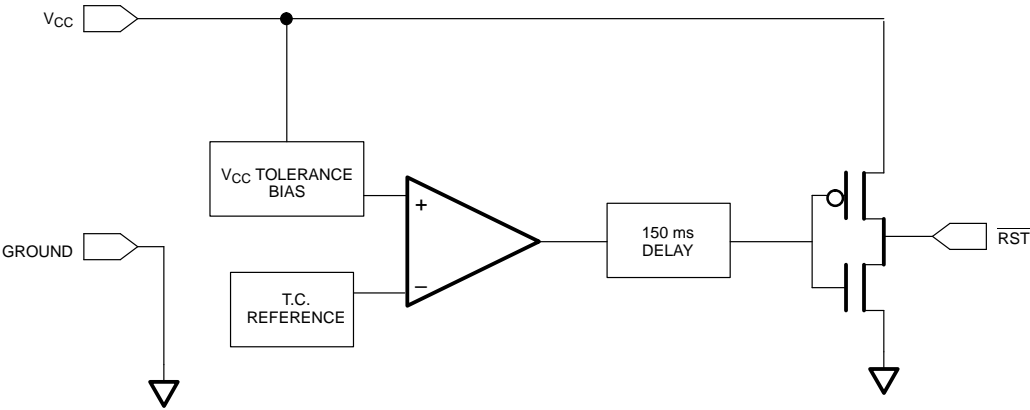 VCC
VCC TOLERANCE
BIAS
+
GROUND
150 ms
DELAY
RST
−
T.C.
REFERENCE